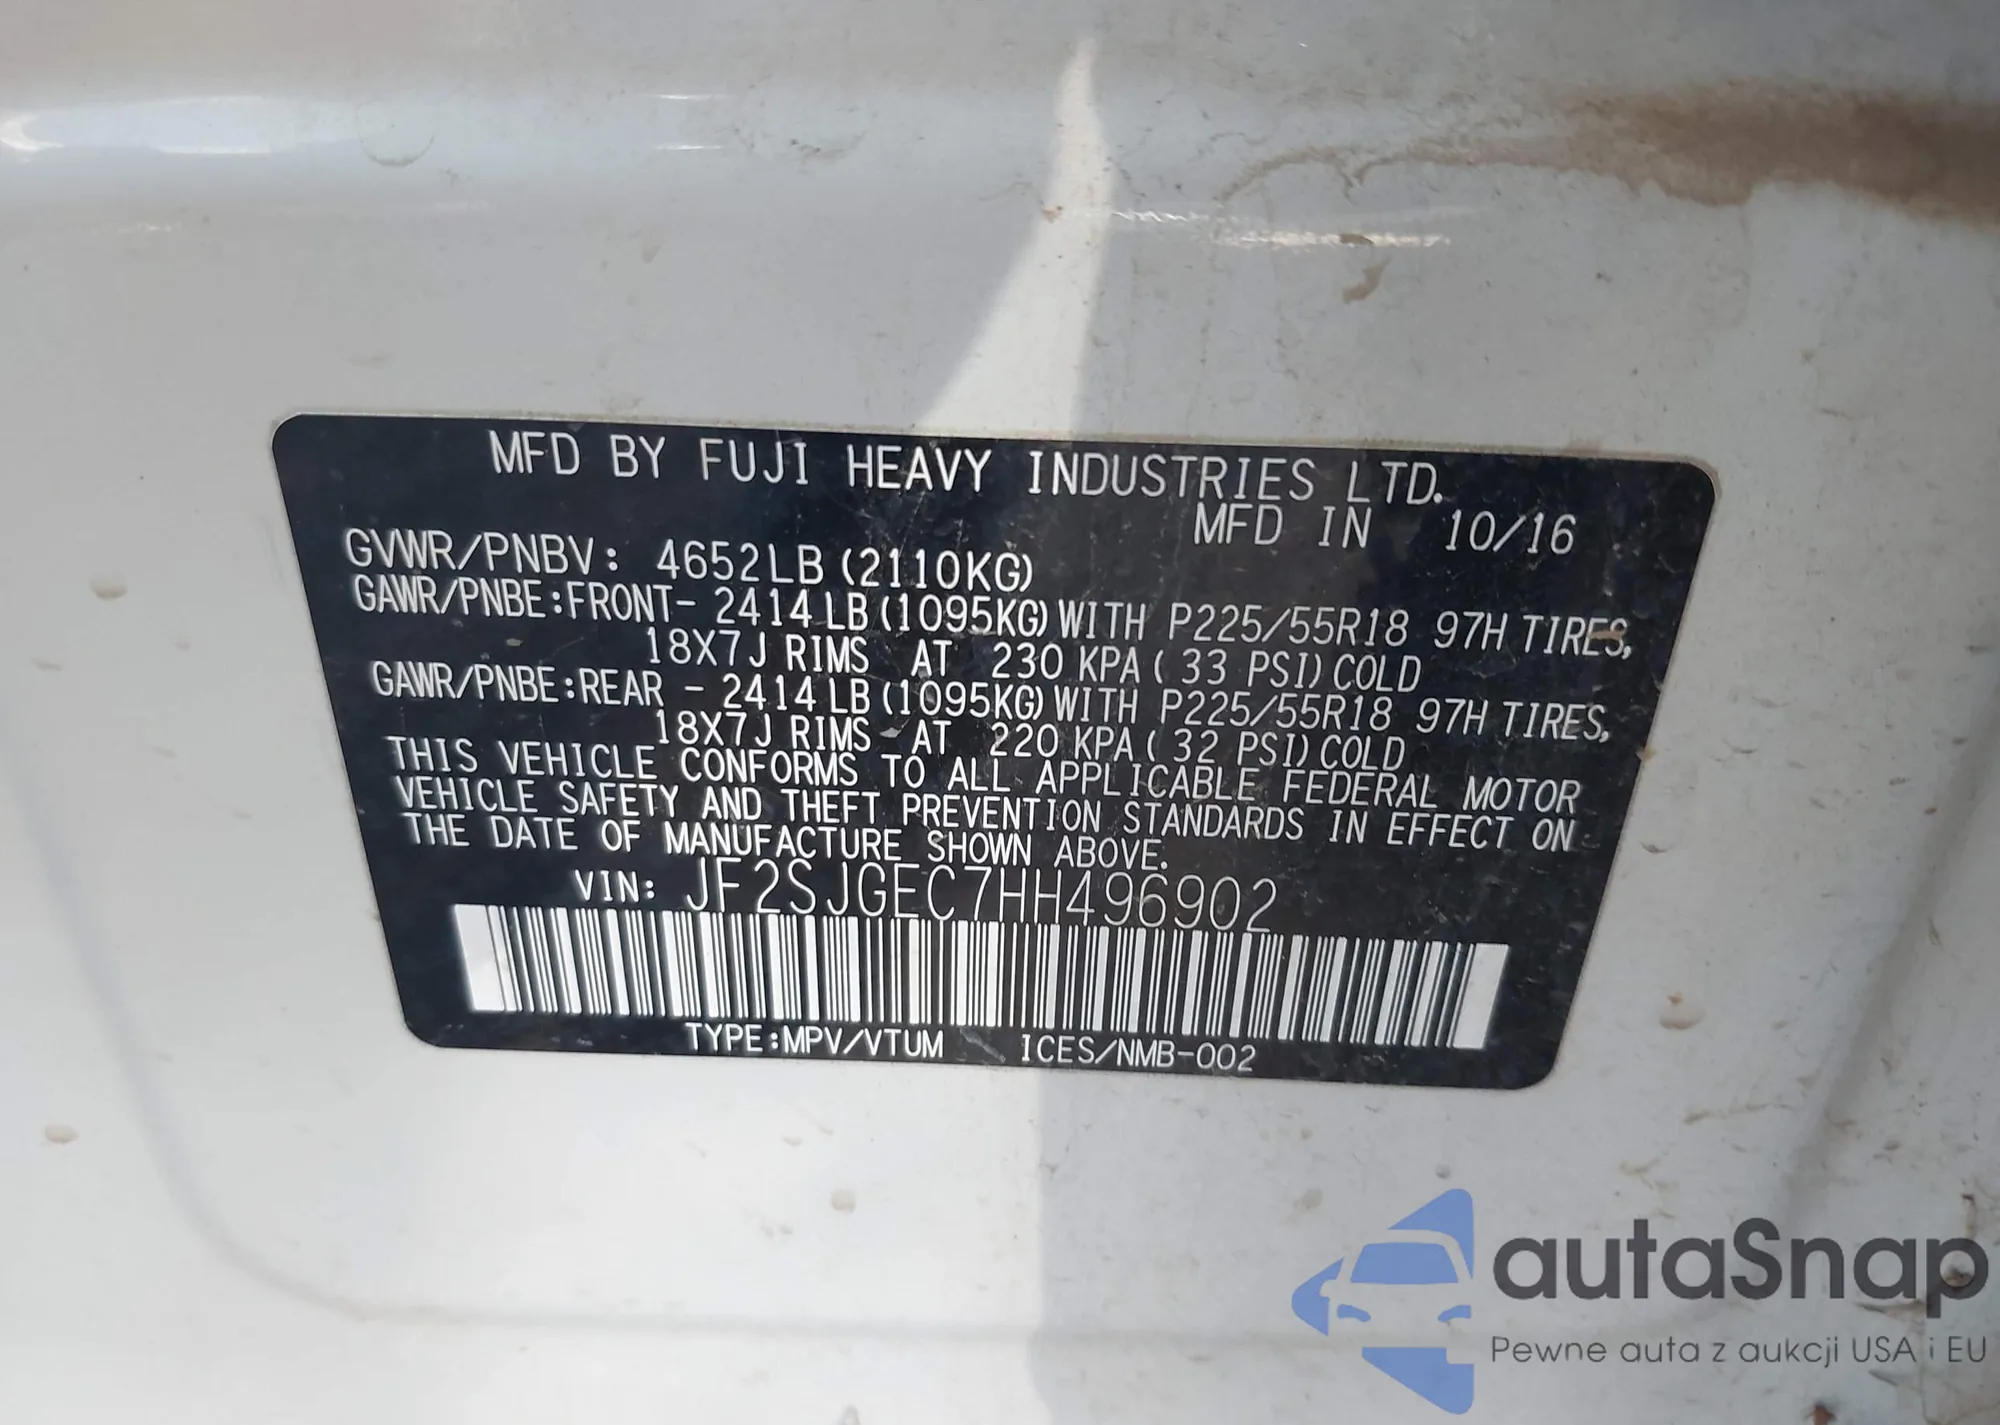 MFD BY FUJI HEAVY INDUSTRIES LTD.
MFD IN 10/16
GVWR/PNBV: 4652LB (2110KG)
GAWR/PNBE:FRONT- 2414LB(1095KG)WITH P225/55R18 97H TIRES,
18X7J RIMS AT 230 KPA( 33 PSI)COLD
GAWR/PNBE:REAR - 2414LB(1095KG)WITH P225/55R18 97H TIRES,
18X7J RIMS AT 220 KPA( 32 PSI)COLD
THIS VEHICLE CONFORMS TO ALL APPLICABLE FEDERAL MOTOR
VEHICLE SAFETY AND THEFT PREVENTION STANDARDS IN EFFECT ON
THE DATE OF MANUFACTURE SHOWN ABOVE.
VIN: JF2SJGEC7HH496902
TYPE:MPV/VTUM ICES/NMB-002
autaSnap
Pewne auta z aukcji USA i EU